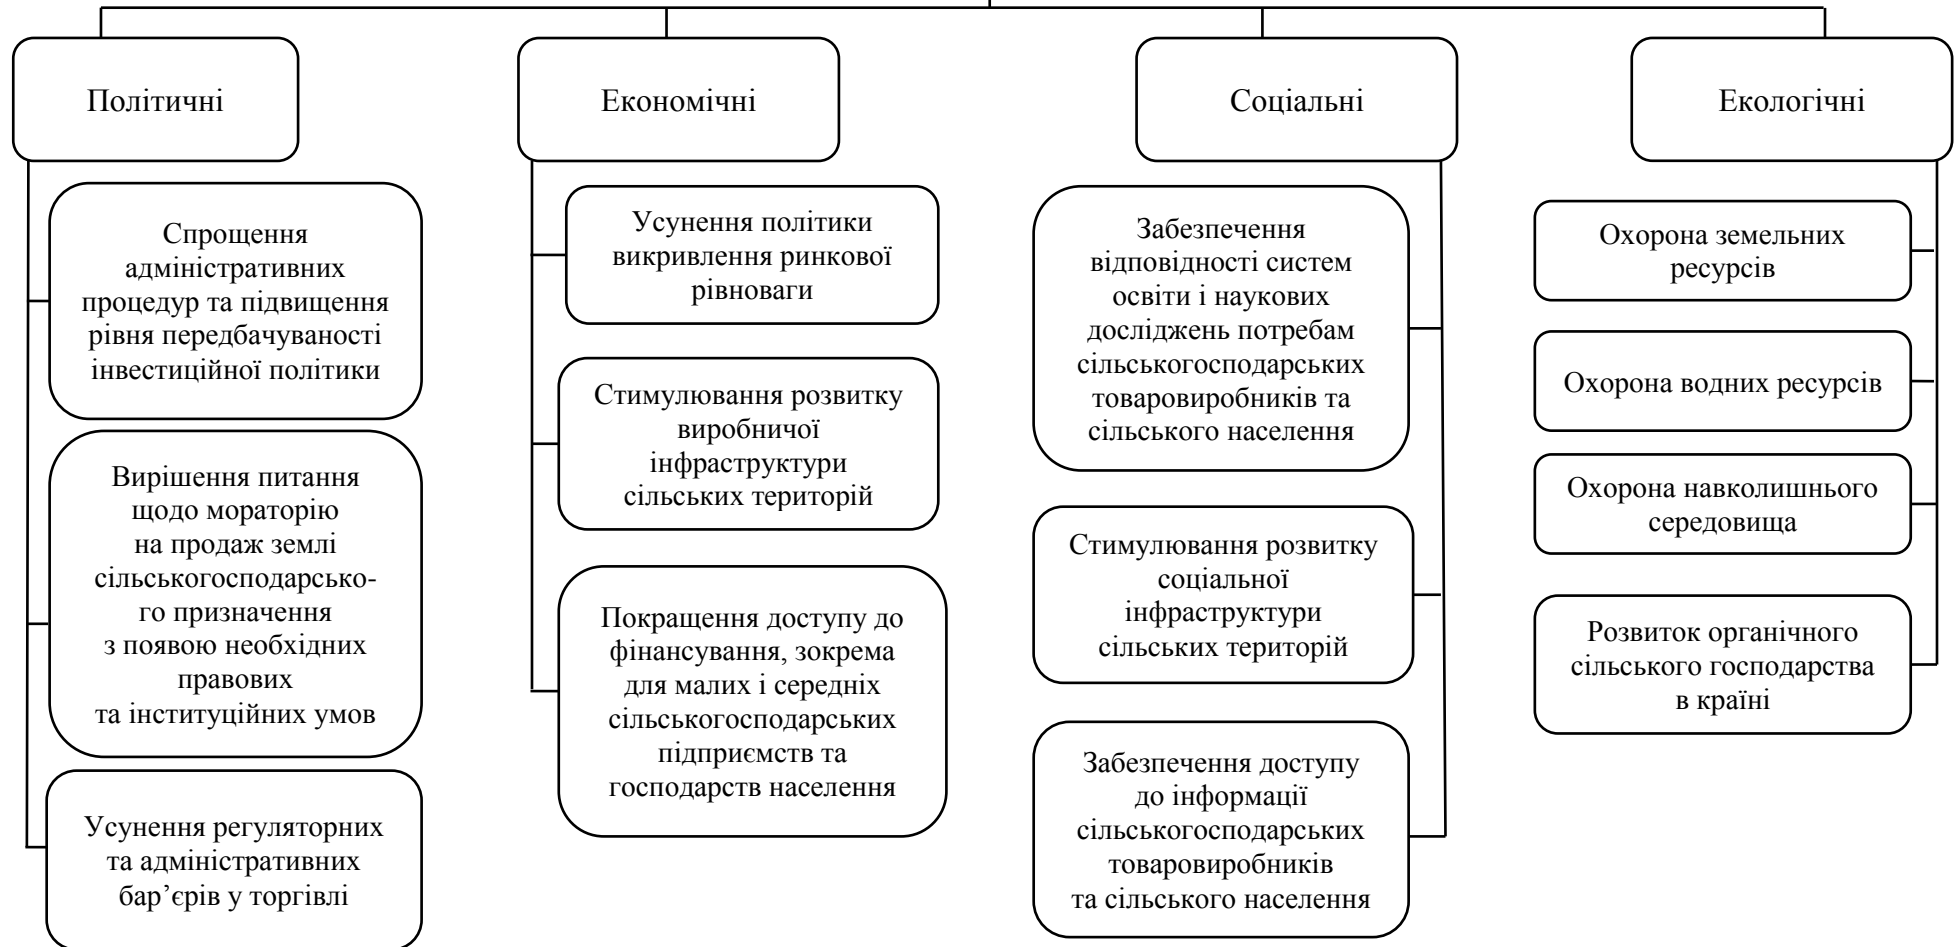 Політичні
Спрощення
адміністративних
процедур та підвищення
рівня передбачуваності
інвестиційної політики
Вирішення питання
щодо мораторію
на продаж землі
сільськогосподарсько-
го призначення
з появою необхідних
правових
та інституційних умов
Усунення регуляторних
та адміністративних
бар’єрів у торгівлі
Економічні
Усунення політики
викривлення ринкової
рівноваги
Стимулювання розвитку
виробничої
інфраструктури
сільських територій
Покращення доступу до
фінансування, зокрема
для малих і середніх
сільськогосподарських
підприємств та
господарств населення
Соціальні
Забезпечення
відповідності систем
освіти і наукових
досліджень потребам
сільськогосподарських
товаровиробників та
сільського населення
Стимулювання розвитку
соціальної
інфраструктури
сільських територій
Забезпечення доступу
до інформації
сільськогосподарських
товаровиробників
та сільського населення
Екологічні
Охорона земельних
ресурсів
Охорона водних ресурсів
Охорона навколишнього
середовища
Розвиток органічного
сільського господарства
в країні